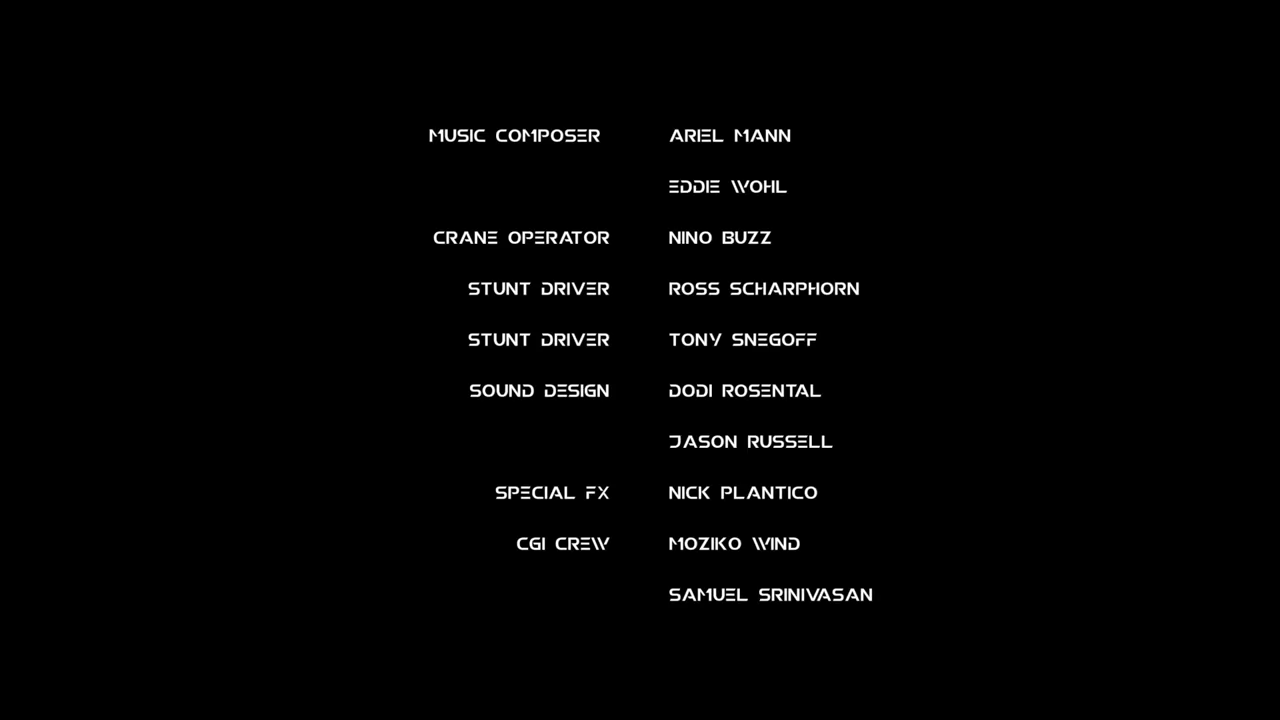 MUSIC COMPOSER ARIEL MANN
EDDIE WOHL
CRANE OPERATOR NINO BUZZ
STUNT DRIVER ROSS SCHARPHORN
STUNT DRIVER TONY SNEGOFF
SOUND DESIGN DODI ROSENTAL
JASON RUSSELL
SPECIAL FX NICK PLANTICO
CGI CREW MOZIKO WIND
SAMUEL SRINIVASAN